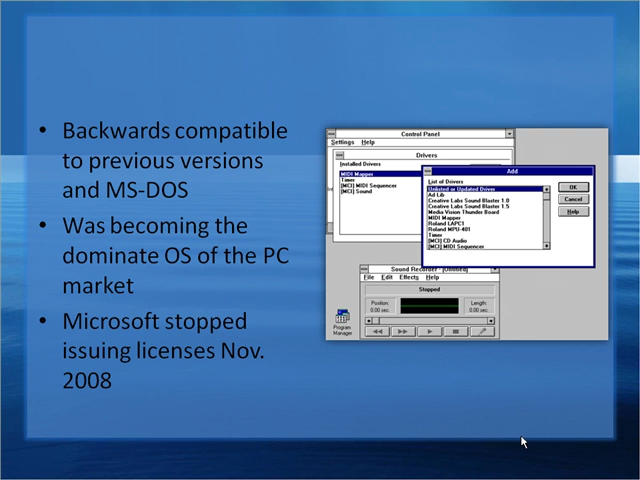 • Backwards compatible
to previous versions
and MS-DOS
• Was becoming the
dominate OS of the PC
market
• Microsoft stopped
issuing licenses Nov.
2008
Control Panel
Settings Help
Drivers
Installed Drivers
MIDI Mapper
Timer
[MCI] MIDI Sequencer
[MCI] Sound
Add
List of Drivers
Unlisted or Updated Driver
Ad Lib
Creative Labs Sound Blaster 1.0
Creative Labs Sound Blaster 1.5
Media Vision Thunder Board
MIDI Mapper
Roland LAPC1
Roland MPU-401
Timer
[MCI] CD Audio
[MCI] MIDI Sequencer
OK
Cancel
Help
Sound Recorder - [Untitled]
File Edit Effects Help
Stopped
Position:
0.00 sec.
Length:
0.00 sec.
Program
Manager